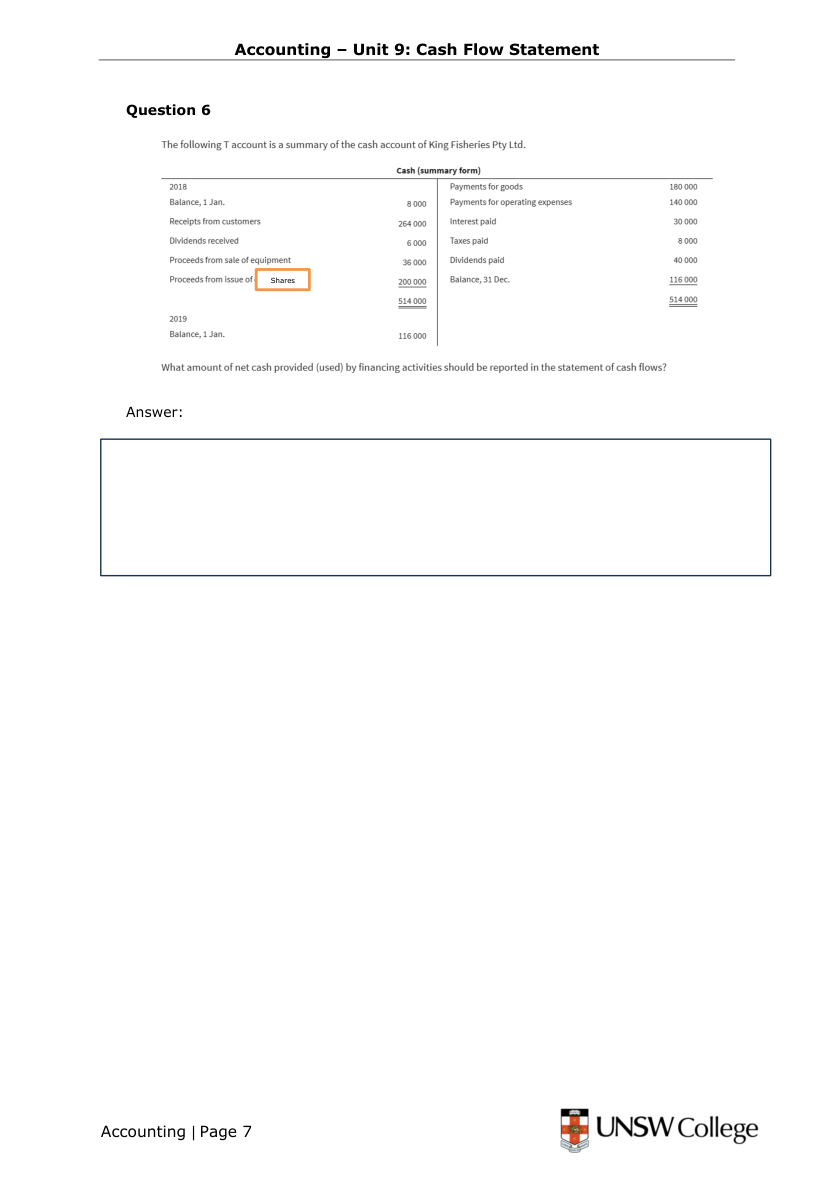 Accounting – Unit 9: Cash Flow Statement
Question 6
The following T account is a summary of the cash account of King Fisheries Pty Ltd.
Cash (summary form)
2018 Payments for goods 180 000
Balance, 1 Jan. 8 000 Payments for operating expenses 140 000
Receipts from customers 264 000 Interest paid 30 000
Dividends received 6 000 Taxes paid 8 000
Proceeds from sale of equipment 36 000 Dividends paid 40 000
Proceeds from issue of Shares 200 000 Balance, 31 Dec. 116 000
514 000 514 000
2019
Balance, 1 Jan. 116 000
What amount of net cash provided (used) by financing activities should be reported in the statement of cash flows?
Answer:
Accounting | Page 7
UNSW College